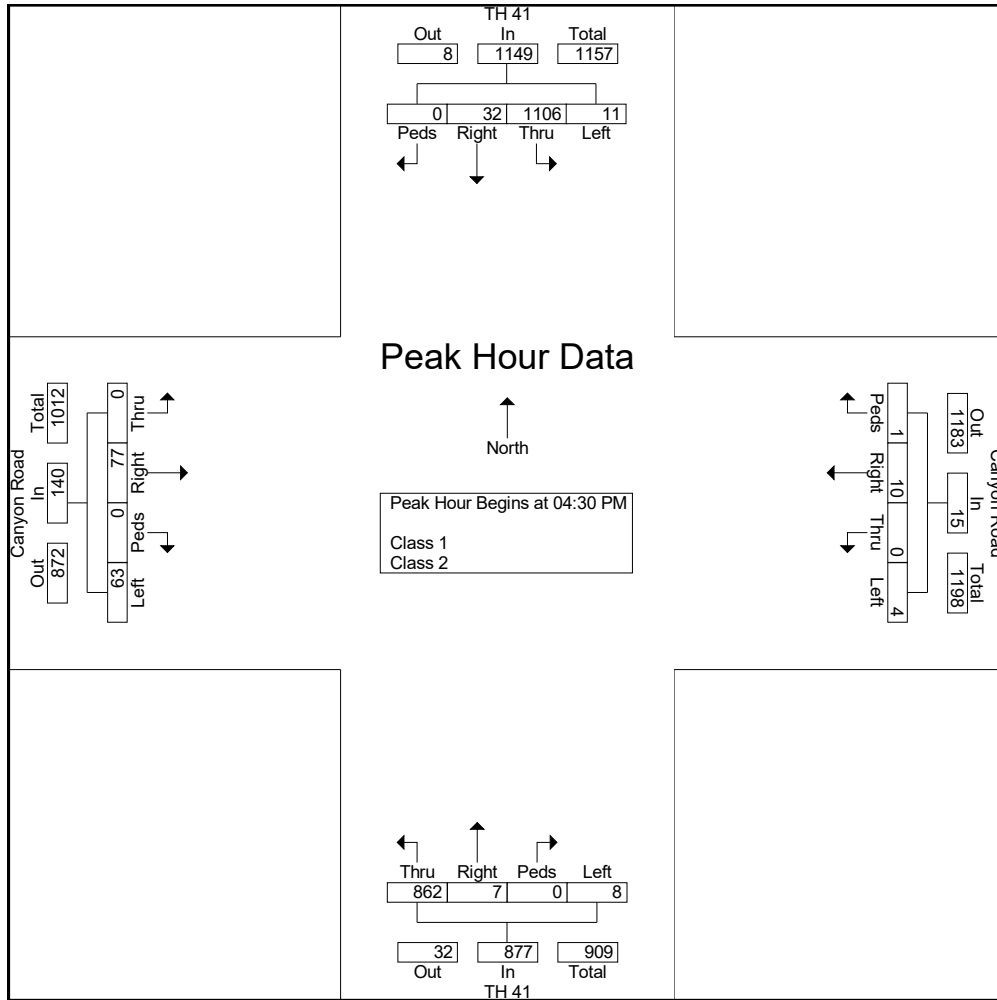 TH 41
Out In Total
8 1149 1157
0 32 1106 11
Peds Right Thru Left
Peak Hour Data
North
Peak Hour Begins at 04:30 PM
Class 1
Class 2
Canyon Road
Out In Total
872 140 1012
63 0 77 0
Left Peds Right Thru
Canyon Road
Out In Total
1183 15 1198
1 10 0 4
Peds Right Thru Left
Thru Right Peds Left
862 7 0 8
32 877 909
Out In Total
TH 41